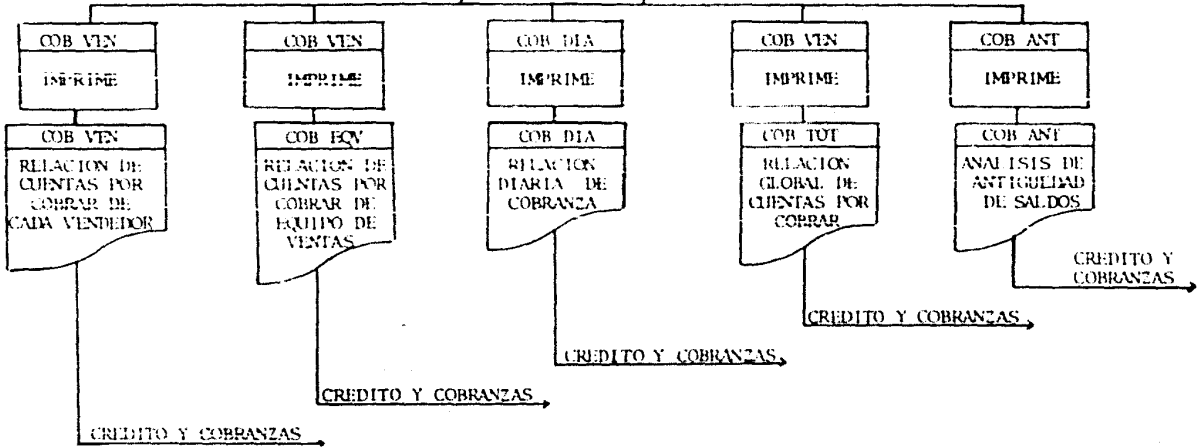 COB VEN
IMPRIME
COB VEN
RELACION DE
CUENTAS POR
COBRAR DE
CADA VENDEDOR
CREDITO Y COBRANZAS
COB VEN
IMPRIME
COB EQV
RELACION DE
CUENTAS POR
COBRAR DE
EQUIPO DE
VENTAS
CREDITO Y COBRANZAS
COB DIA
IMPRIME
COB DIA
RELACION
DIARIA DE
COBRANZA
CREDITO Y COBRANZAS
COB VEN
IMPRIME
COB TOT
RELACION
GLOBAL DE
CUENTAS POR
COBRAR
CREDITO Y COBRANZAS
COB ANT
IMPRIME
COB ANT
ANALISIS DE
ANTIGUEDAD
DE SALDOS
CREDITO Y
COBRANZAS